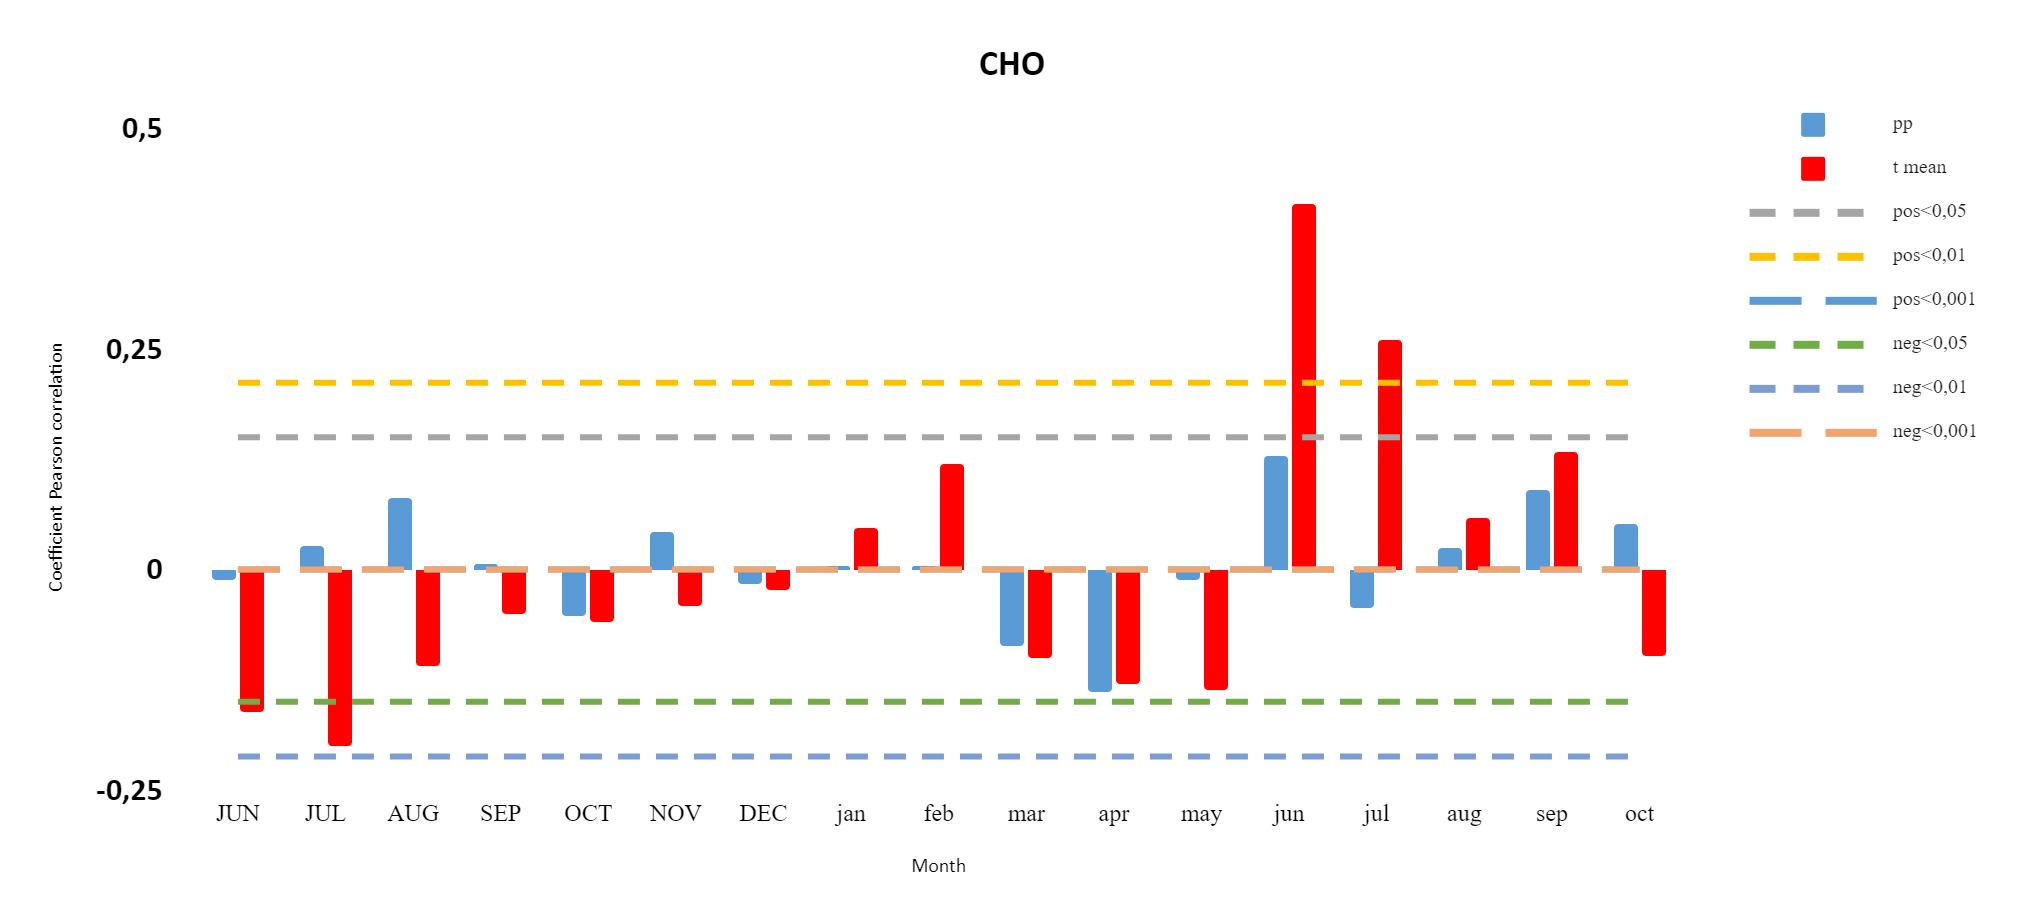 CHO
0,5
0,25
0
-0,25
Coefficient Pearson correlation
JUN JUL AUG SEP OCT NOV DEC jan feb mar apr may jun jul aug sep oct
Month
pp
t mean
pos<0,05
pos<0,01
pos<0,001
neg<0,05
neg<0,01
neg<0,001